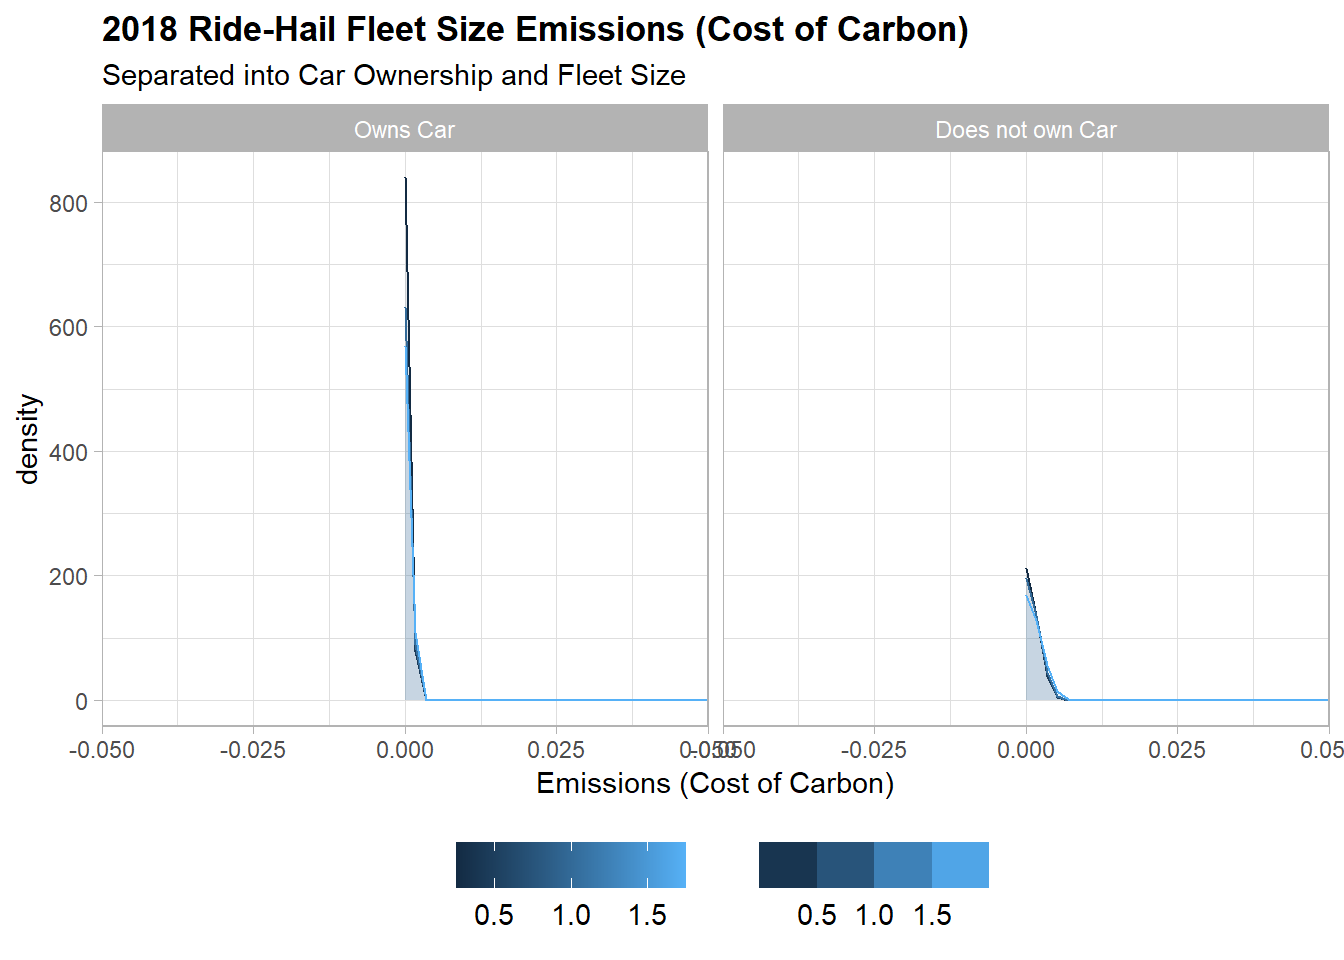 2018 Ride-Hail Fleet Size Emissions (Cost of Carbon)
Separated into Car Ownership and Fleet Size
Owns Car
Does not own Car
density
800
600
400
200
0
-0.050 -0.025 0.000 0.025 0.050
-0.050 -0.025 0.000 0.025 0.05
Emissions (Cost of Carbon)
0.5 1.0 1.5
0.5 1.0 1.5